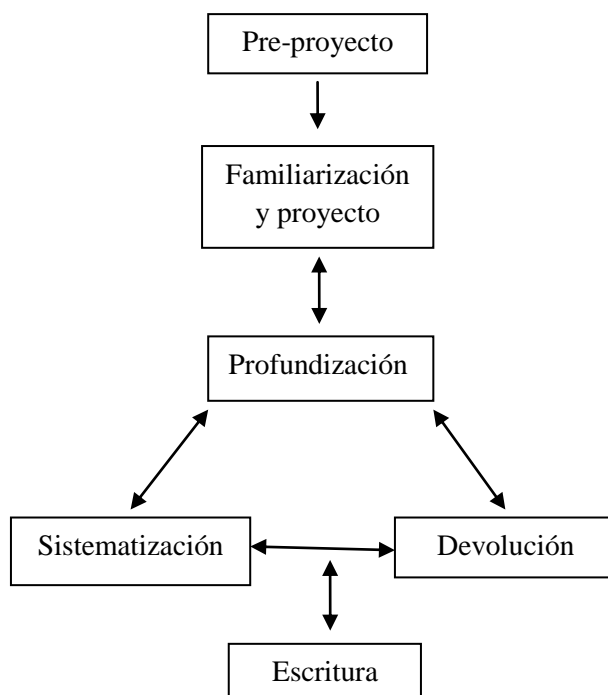 Pre-proyecto
Familiarización
y proyecto
Profundización
Sistematización
Devolución
Escritura